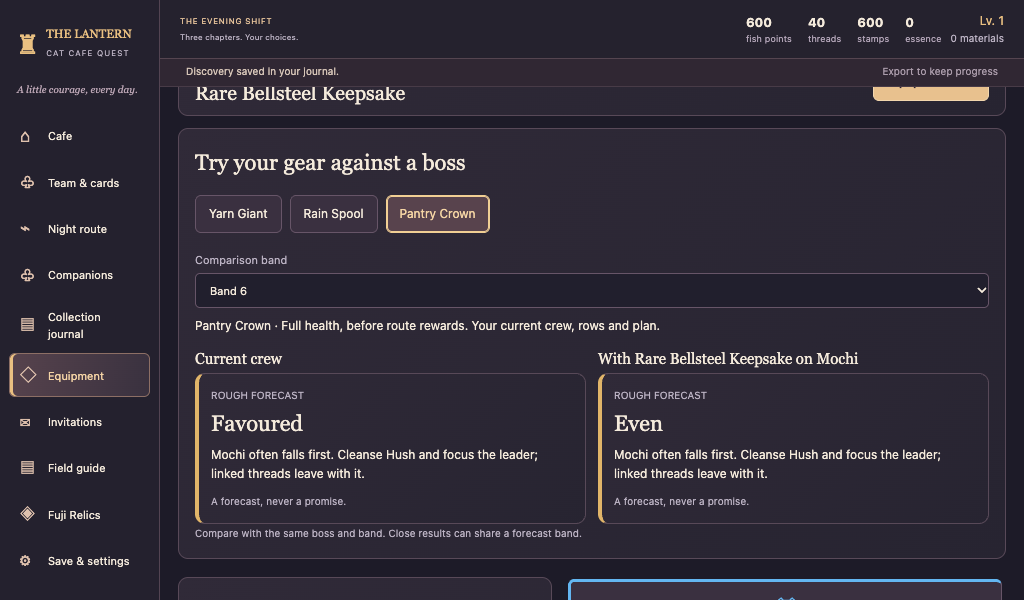 THE LANTERN
CAT CAFE QUEST
A little courage, every day.
Cafe
Team & cards
Night route
Companions
Collection
journal
Equipment
Invitations
Field guide
Fuji Relics
Save & settings
THE EVENING SHIFT
Three chapters. Your choices.
600
fish points
40
threads
600
stamps
0
essence
Lv. 1
0 materials
Discovery saved in your journal.
Export to keep progress
Rare Bellsteel Keepsake
Try your gear against a boss
Yarn Giant
Rain Spool
Pantry Crown
Comparison band
Band 6
Pantry Crown · Full health, before route rewards. Your current crew, rows and plan.
Current crew
ROUGH FORECAST
Favoured
Mochi often falls first. Cleanse Hush and focus the leader;
linked threads leave with it.
A forecast, never a promise.
With Rare Bellsteel Keepsake on Mochi
ROUGH FORECAST
Even
Mochi often falls first. Cleanse Hush and focus the leader;
linked threads leave with it.
A forecast, never a promise.
Compare with the same boss and band. Close results can share a forecast band.